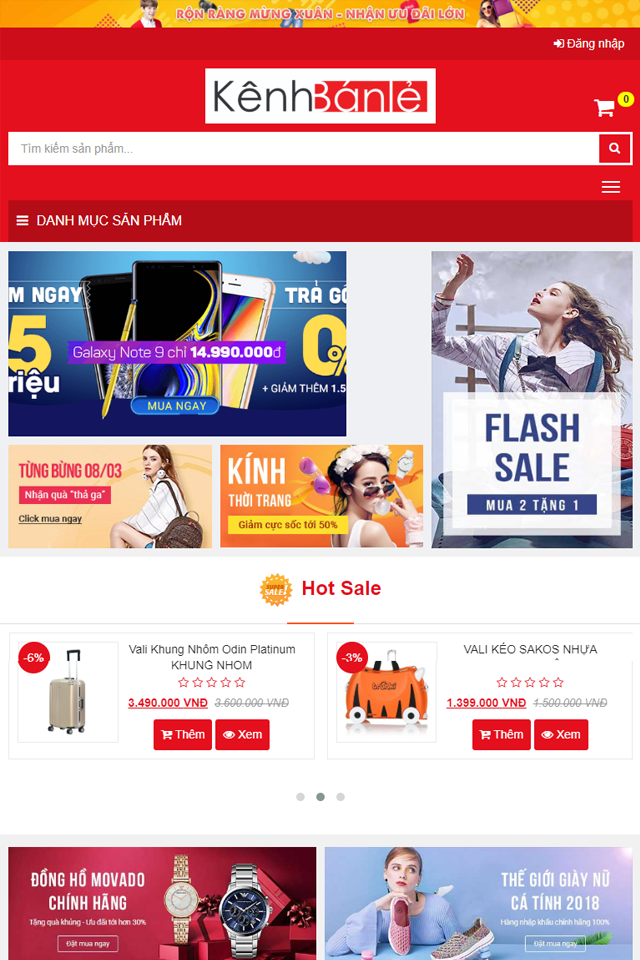 RỘN RÀNG MỪNG XUÂN - NHẬN ƯU ĐÃI LỚN
Đăng nhập
KênhBánlẻ
0
Tìm kiếm sản phẩm...
DANH MỤC SẢN PHẨM
M NGAY
TRẢ GÓ
5
riệu
Galaxy Note 9 chỉ 14.990.000đ
0%
+ GIẢM THÊM 1.5
MUA NGAY
FLASH
SALE
MUA 2 TẶNG 1
TỪNG BỪNG 08/03
Nhận quà "thả ga"
Click mua ngay
KÍNH
THỜI TRANG
Giảm cực sốc tới 50%
SUPER
SALE!
Hot Sale
-6%
Vali Khung Nhôm Odin Platinum
KHUNG NHOM
3.490.000 VNĐ 3.600.000 VNĐ
Thêm Xem
-3%
VALI KÉO SAKOS NHỰA
1.399.000 VNĐ 1.500.000 VNĐ
Thêm Xem
ĐỒNG HỒ MOVADO
CHÍNH HÃNG
Tặng quà khủng - Ưu đãi tới hơn 30%
Đặt mua ngay
THẾ GIỚI GIÀY NỮ
CÁ TÍNH 2018
Hàng nhập khẩu chính hãng 100%
Đặt mua ngay